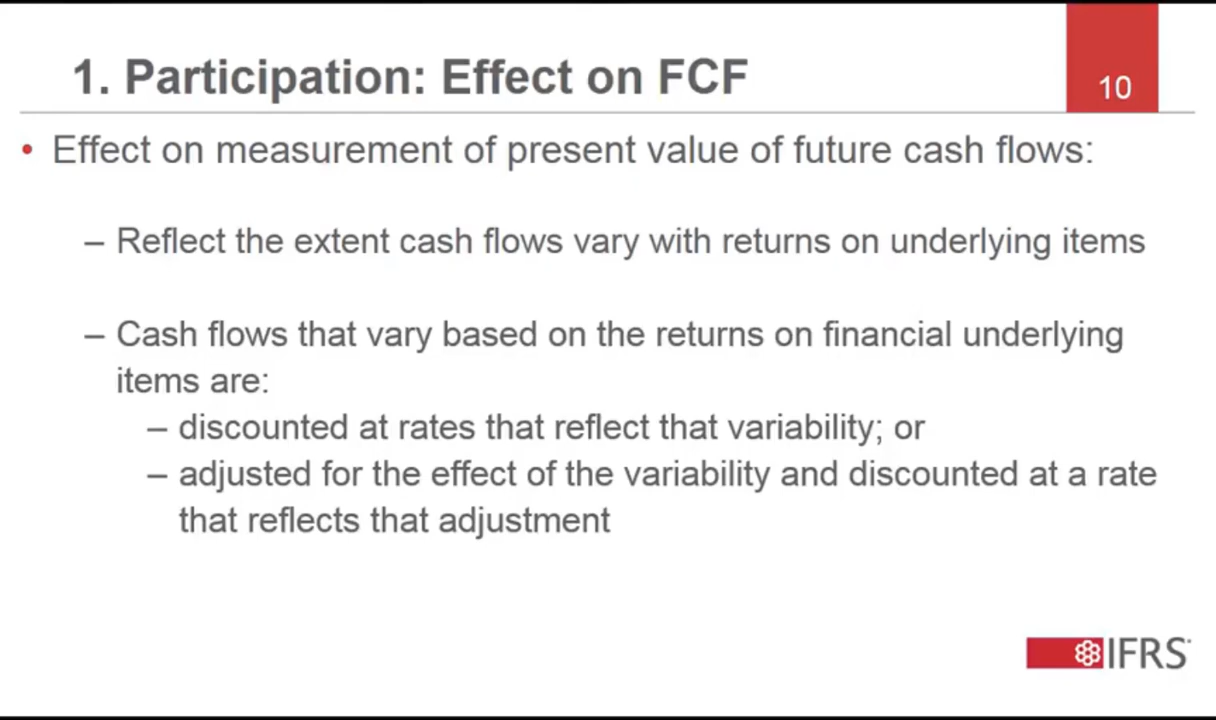 1. Participation: Effect on FCF
10
• Effect on measurement of present value of future cash flows:
– Reflect the extent cash flows vary with returns on underlying items
– Cash flows that vary based on the returns on financial underlying
items are:
– discounted at rates that reflect that variability; or
– adjusted for the effect of the variability and discounted at a rate
that reflects that adjustment
IFRS